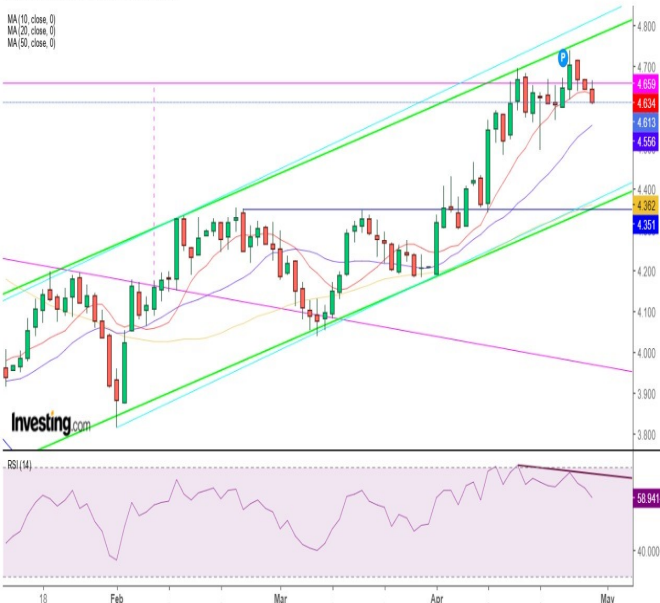 MA (10, close, 0)
MA (20, close, 0)
MA (50, close, 0)
P
4.800
4.700
4.659
4.634
4.613
4.556
4.400
4.362
4.351
4.200
4.100
4.000
3.900
3.800
Investing.com
RSI (14)
58.941
40.000
18 Feb Mar Apr May